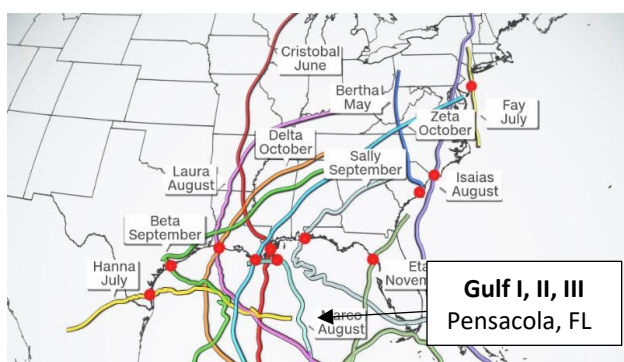 Cristobal
June
Bertha
May
Zeta
October
Fay
July
Delta
October
Sally
September
Laura
August
Isaias
August
Beta
September
Hanna
July
Eta
Gulf I, II, III
Pensacola, FL
August